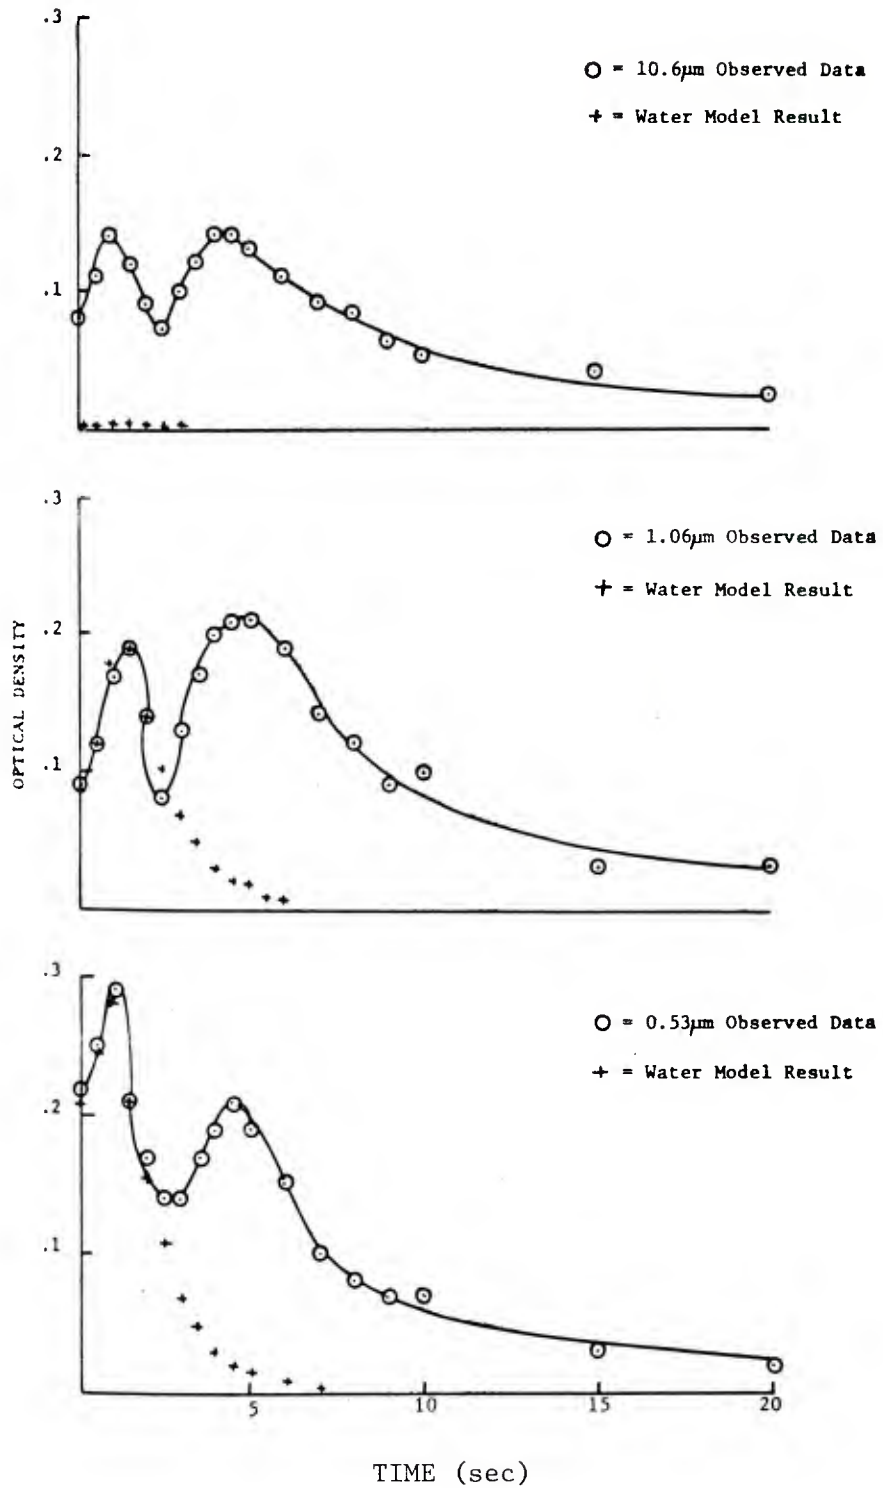 .3
O = 10.6μm Observed Data
+ = Water Model Result
.2
.1
.3
O = 1.06μm Observed Data
+ = Water Model Result
.2
.1
OPTICAL DENSITY
.3
O = 0.53μm Observed Data
+ = Water Model Result
.2
.1
5
10
15
20
TIME (sec)